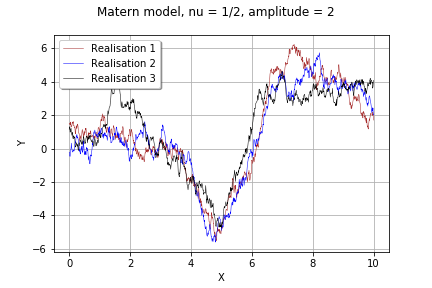 Matern model, nu = 1/2, amplitude = 2
Realisation 1
Realisation 2
Realisation 3
6
4
2
0
−2
−4
−6
Y
0
2
4
6
8
10
X